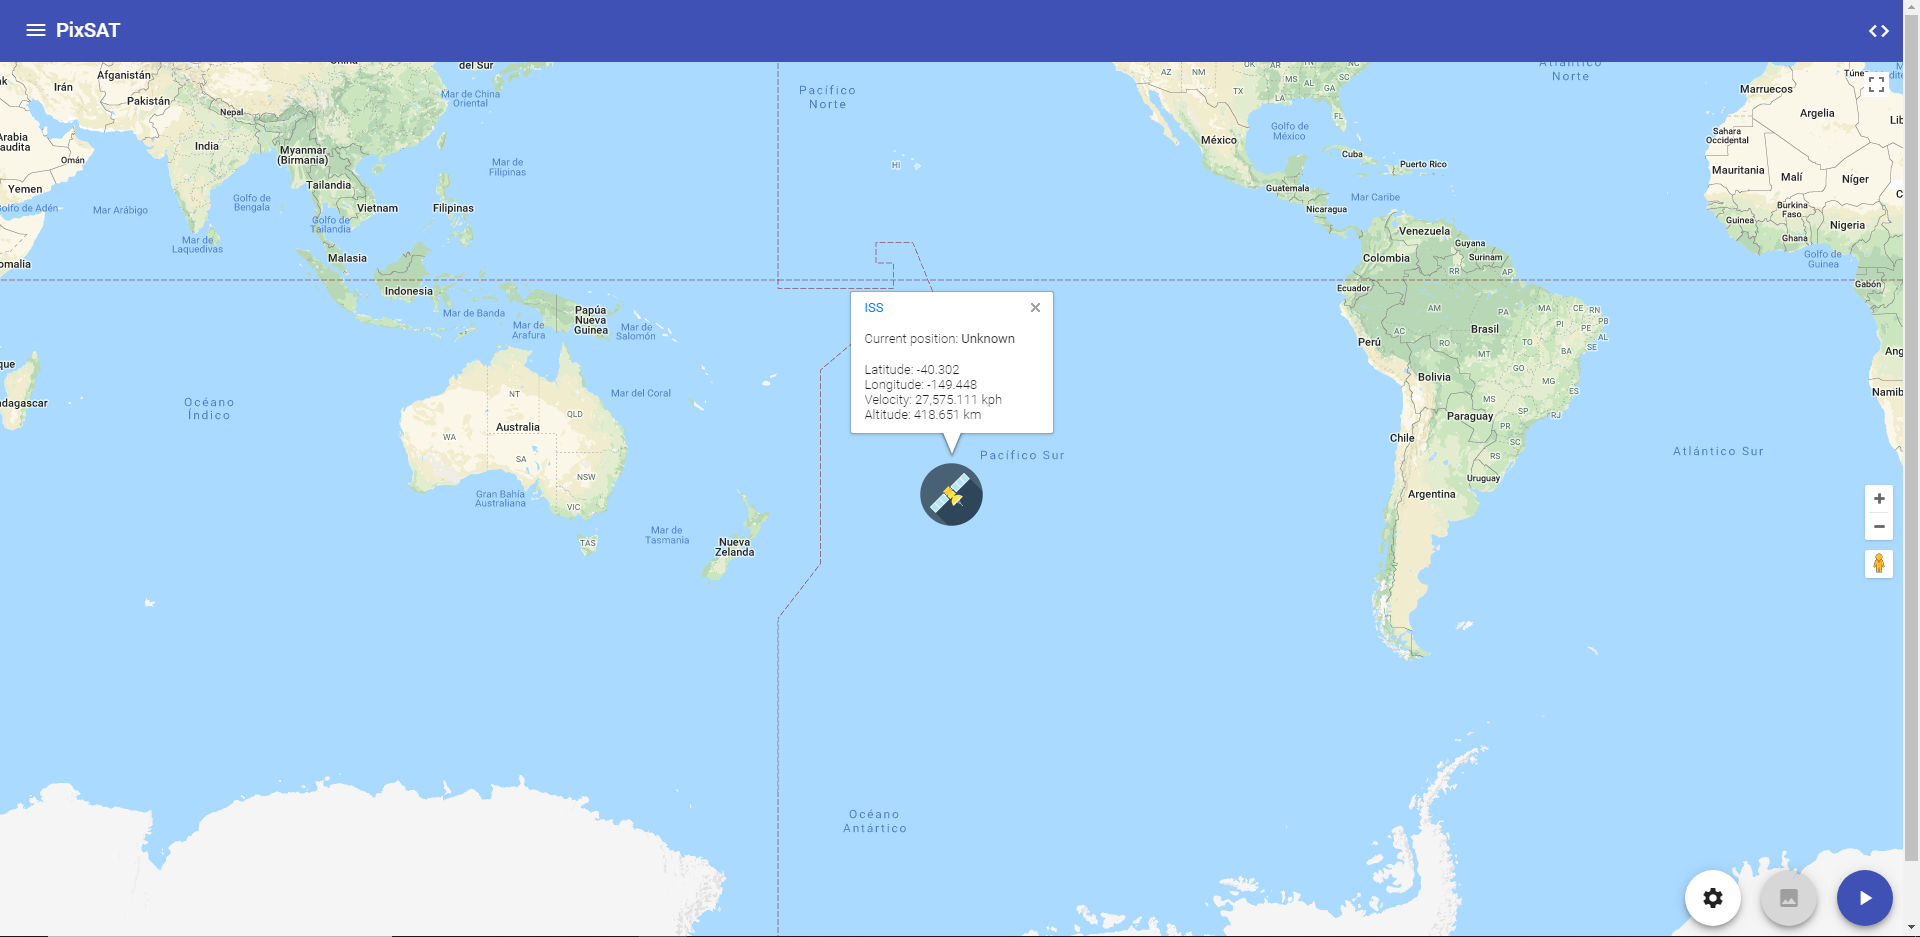 PixSAT
del Sur
Atlántico
Norte
Afganistán
Irán
Pakistán
Nepal
Mar de China
Oriental
Pacífico
Norte
AZ
NM
OK
AR
TX
MS
AL
SC
LA
GA
FL
Marruecos
Argelia
Sahara
Occidental
India
Myanmar
(Birmania)
Omán
Yemen
Tailandia
Mar de
Filipinas
HI
México
Golfo de
México
Cuba
Puerto Rico
Mauritania
Malí
Níger
Golfo de Adén
Mar Arábigo
Golfo de
Bengala
Golfo de
Tailandia
Vietnam
Filipinas
Guatemala
Nicaragua
Mar Caribe
Burkina
Faso
Guinea
Ghana
Nigeria
Mar de
Laquedivas
Malasia
Venezuela
Guyana
Surinam
Colombia
RR
AP
Golfo de
Guinea
Gabón
Indonesia
Ecuador
Mar de Banda
Mar de
Arafura
Papúa
Nueva
Guinea
Mar de
Salomón
ISS
Current position: Unknown
Latitude: -40.302
Longitude: -149.448
Velocity: 27,575.111 kph
Altitude: 418.651 km
AM
PA
MA
CE
RN
PB
PE
PI
AC
TO
AL
SE
Brasil
Perú
RO
MT
BA
GO
Bolivia
MG
ES
MS
SP
RJ
Paraguay
PR
SC
Chile
RS
Uruguay
Argentina
Océano
Índico
Mar del Coral
NT
QLD
Australia
WA
SA
NSW
VIC
Gran Bahía
Australiana
TAS
Mar de
Tasmania
Nueva
Zelanda
Pacífico Sur
Atlántico Sur
Océano
Antártico